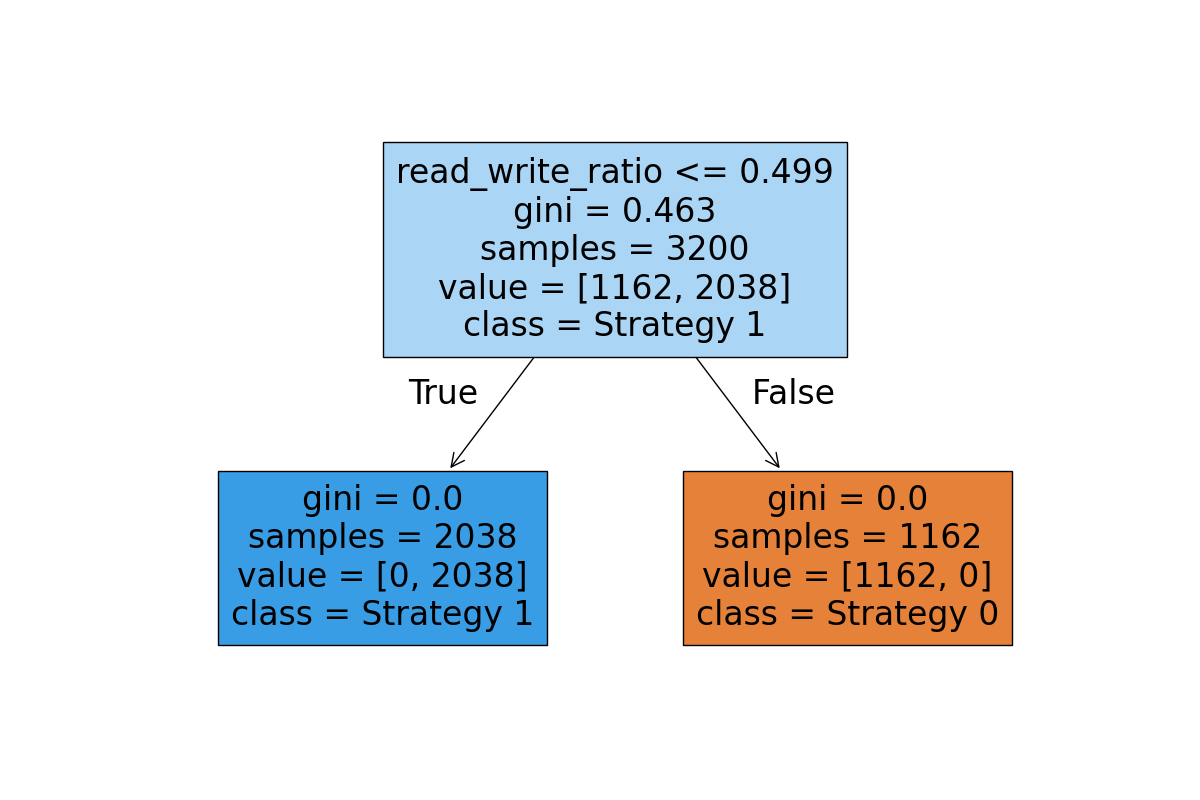 read_write_ratio <= 0.499
gini = 0.463
samples = 3200
value = [1162, 2038]
class = Strategy 1
True
False
gini = 0.0
samples = 2038
value = [0, 2038]
class = Strategy 1
gini = 0.0
samples = 1162
value = [1162, 0]
class = Strategy 0